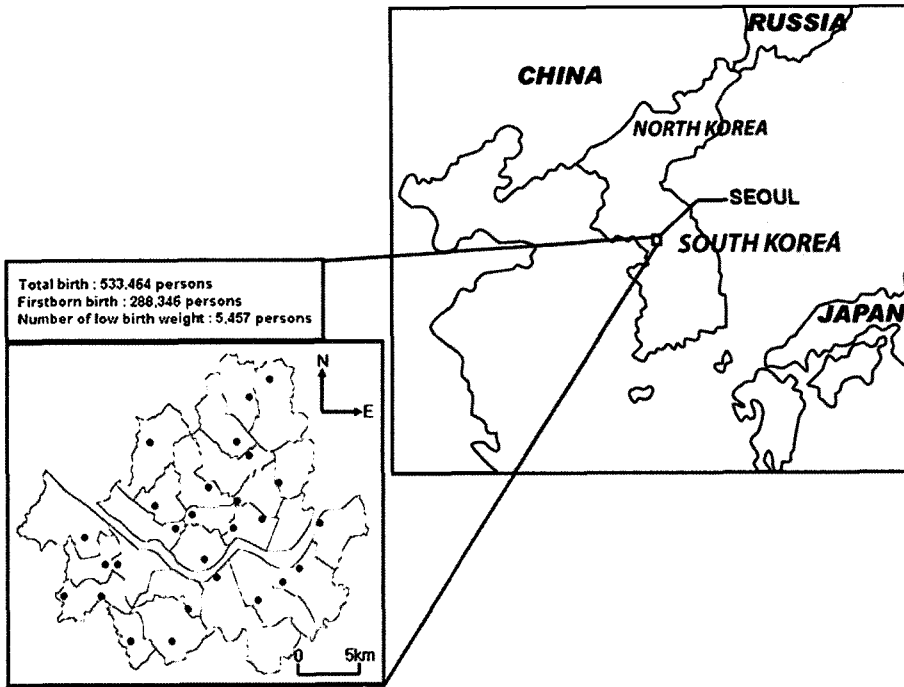 RUSSIA
CHINA
NORTH KOREA
SEOUL
SOUTH KOREA
JAPAN
Total birth : 533,464 persons
Firstborn birth : 288,346 persons
Number of low birth weight : 5,457 persons
N
E
0 5km